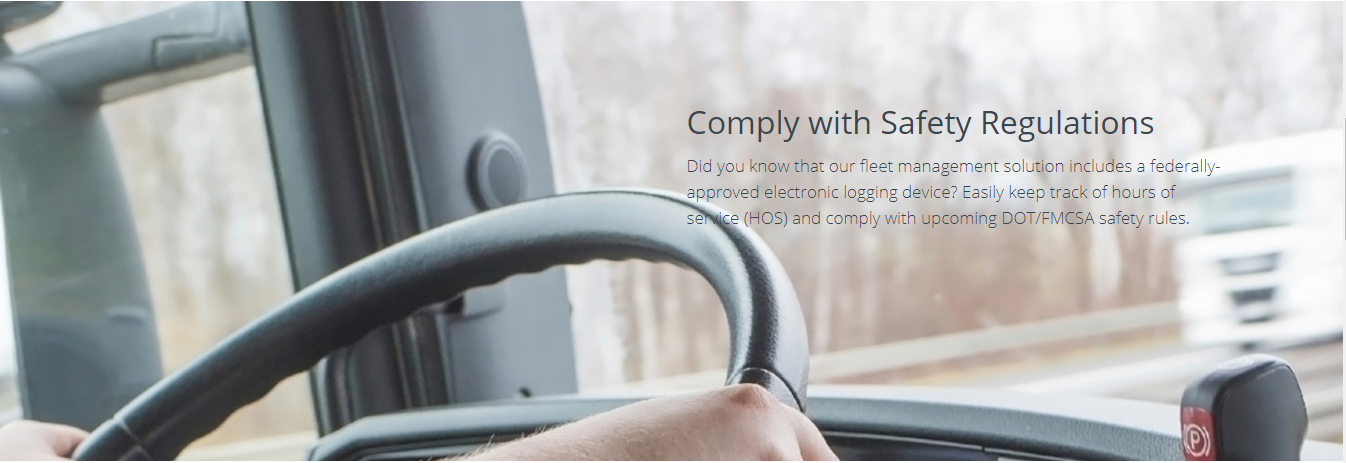 Comply with Safety Regulations
Did you know that our fleet management solution includes a federally-
approved electronic logging device? Easily keep track of hours of
service (HOS) and comply with upcoming DOT/FMCSA safety rules.
(P)